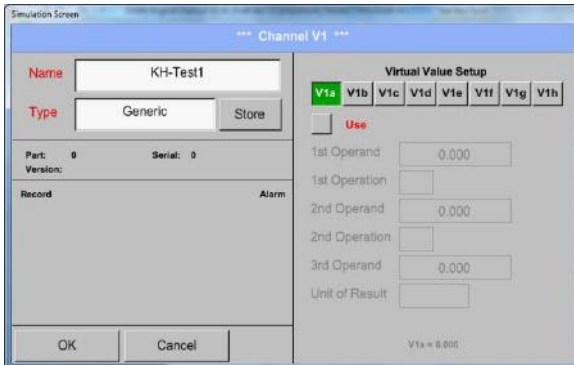 Simulation Screen
*** Channel V1 ***
Name
KH-Test1
Type
Generic
Store
Part: 0 Serial: 0
Version:
Record Alarm
OK
Cancel
Virtual Value Setup
V1a V1b V1c V1d V1e V1f V1g V1h
Use
1st Operand 0.000
1st Operation
2nd Operand 0.000
2nd Operation
3rd Operand 0.000
Unit of Result
V1a = 0.000